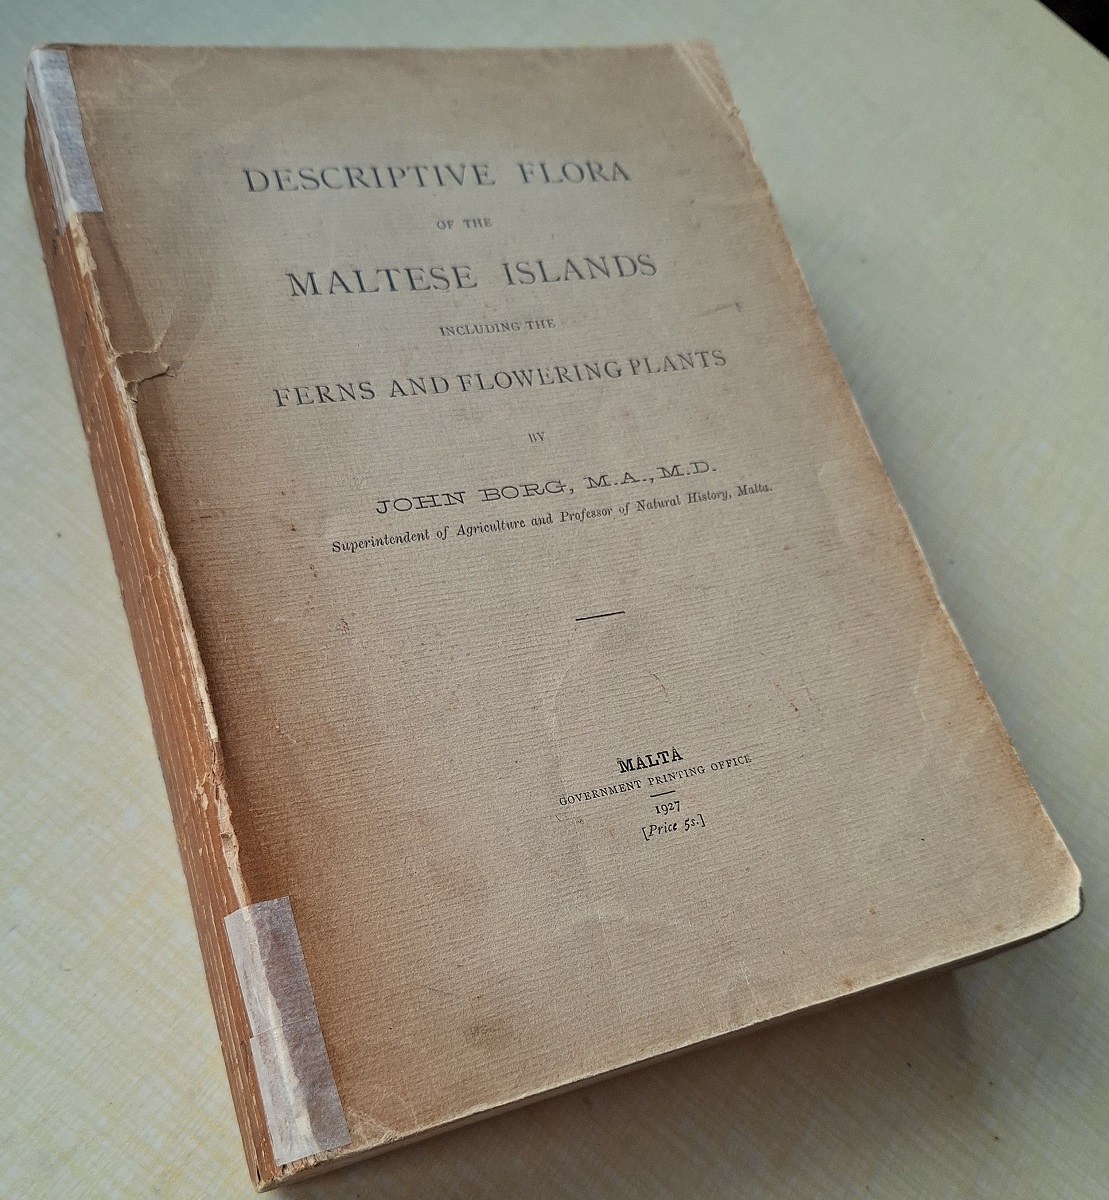 DESCRIPTIVE FLORA
OF THE
MALTESE ISLANDS
INCLUDING THE
FERNS AND FLOWERING PLANTS
BY
JOHN BORG, M.A., M.D.
Superintendent of Agriculture and Professor of Natural History, Malta.
MALTA
GOVERNMENT PRINTING OFFICE
1927
[Price 5s.]